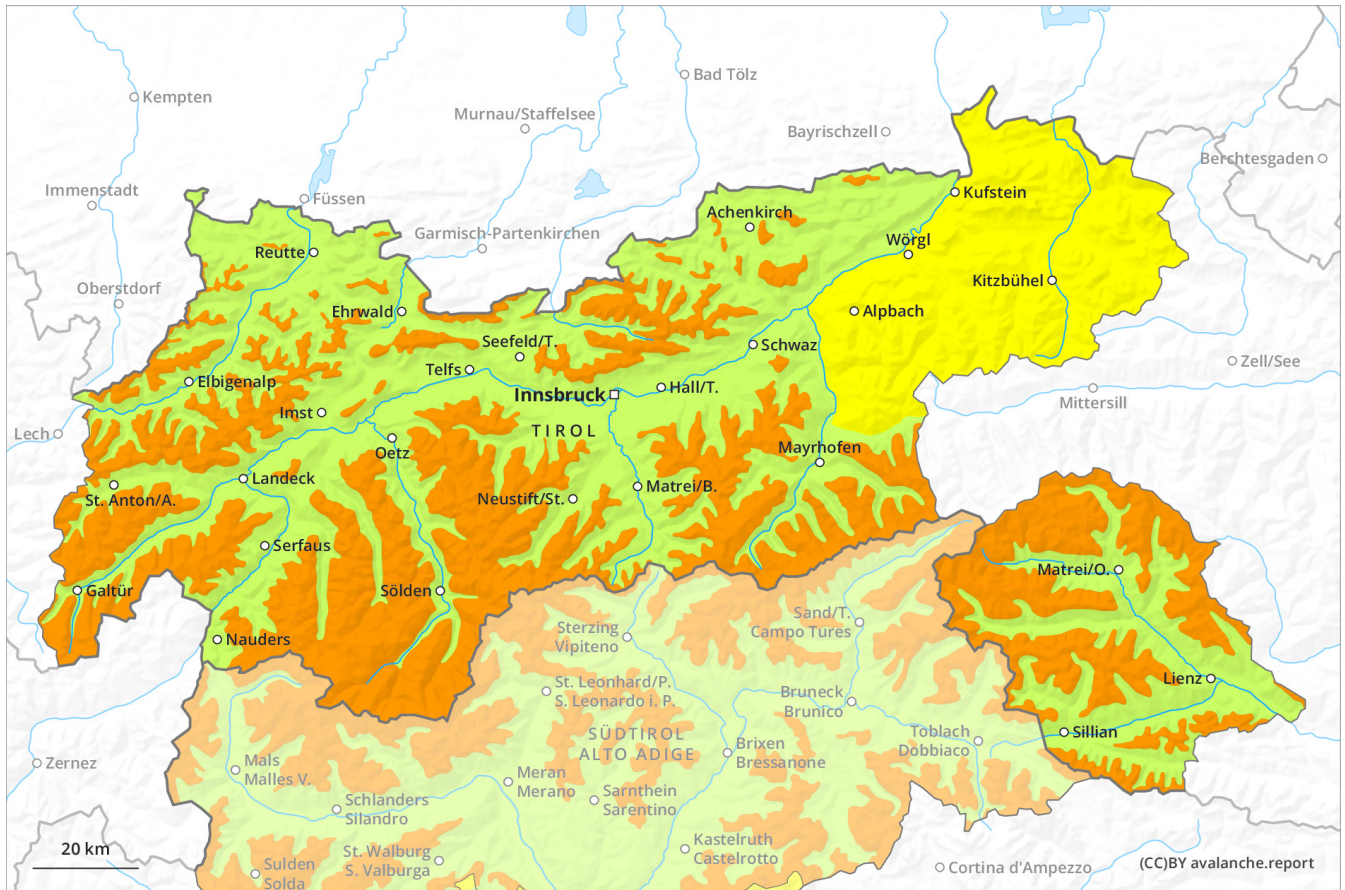 Bad Tölz
Kempten
Murnau/Staffelsee
Bayrischzell
Berchtesgaden
Immenstadt
Füssen
Kufstein
Achenkirch
Garmisch-Partenkirchen
Wörgl
Reutte
Kitzbühel
Oberstdorf
Ehrwald
Alpbach
Seefeld/T.
Schwaz
Zell/See
Telfs
Elbigenalp
Hall/T.
Innsbruck
Mittersill
Imst
TIROL
Lech
Mayrhofen
Oetz
Landeck
Matrei/B.
St. Anton/A.
Neustift/St.
Serfaus
Matrei/O.
Galtür
Sölden
Sand/T.
Campo Tures
Sterzing
Vipiteno
Nauders
Lienz
St. Leonhard/P.
S. Leonardo i. P.
Bruneck
Brunico
Sillian
Toblach
Dobbiaco
SÜDTIROL
ALTO ADIGE
Brixen
Bressanone
Zernez
Mals
Malles V.
Meran
Merano
Sarnthein
Sarentino
Schlanders
Silandro
20 km
Kastelruth
Castelrotto
St. Walburg
S. Valburga
Sulden
Solda
Cortina d'Ampezzo
(CC)BY avalanche.report